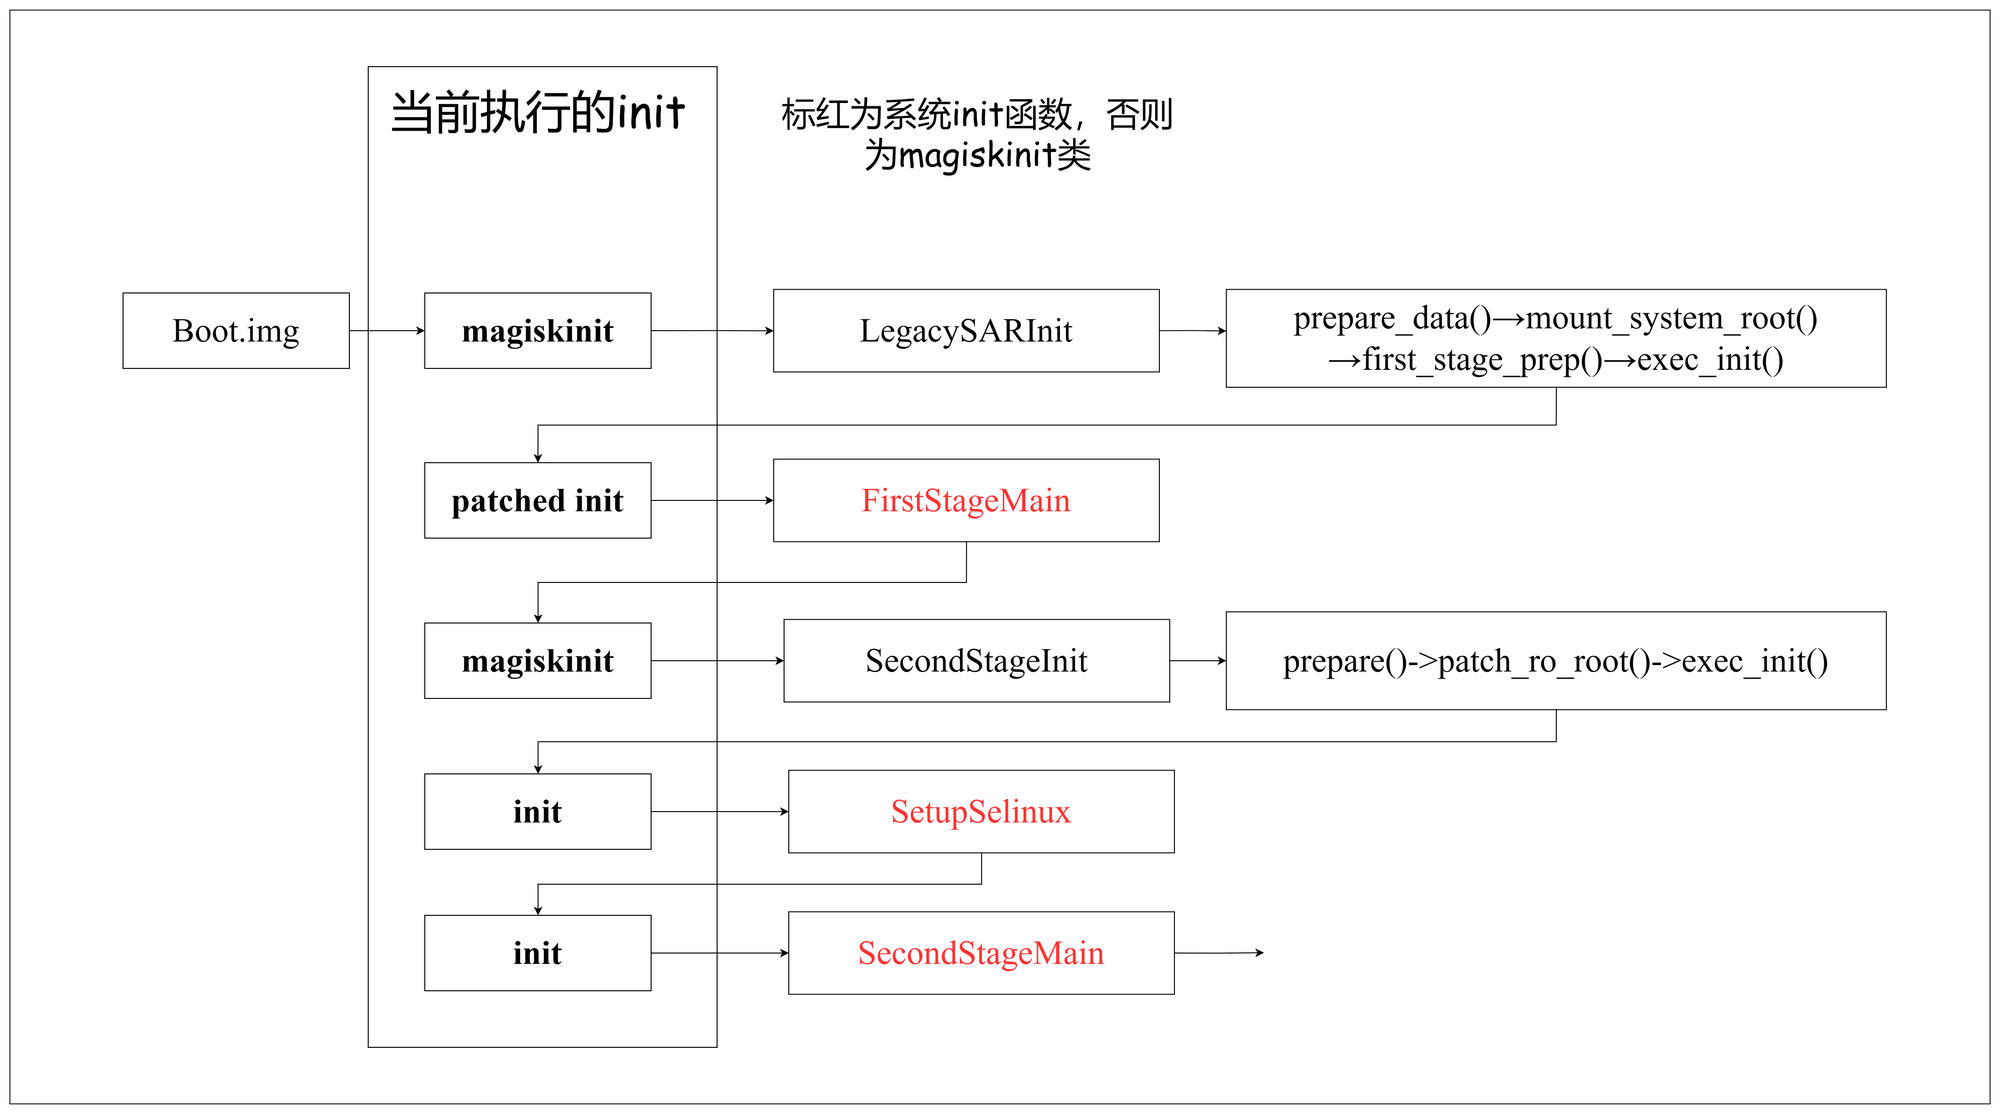 当前执行的init
标红为系统init函数，否则
为magiskinit类
Boot.img
magiskinit
LegacySARInit
prepare_data()→mount_system_root()
→first_stage_prep()→exec_init()
patched init
FirstStageMain
magiskinit
SecondStageInit
prepare()->patch_ro_root()->exec_init()
init
SetupSelinux
init
SecondStageMain